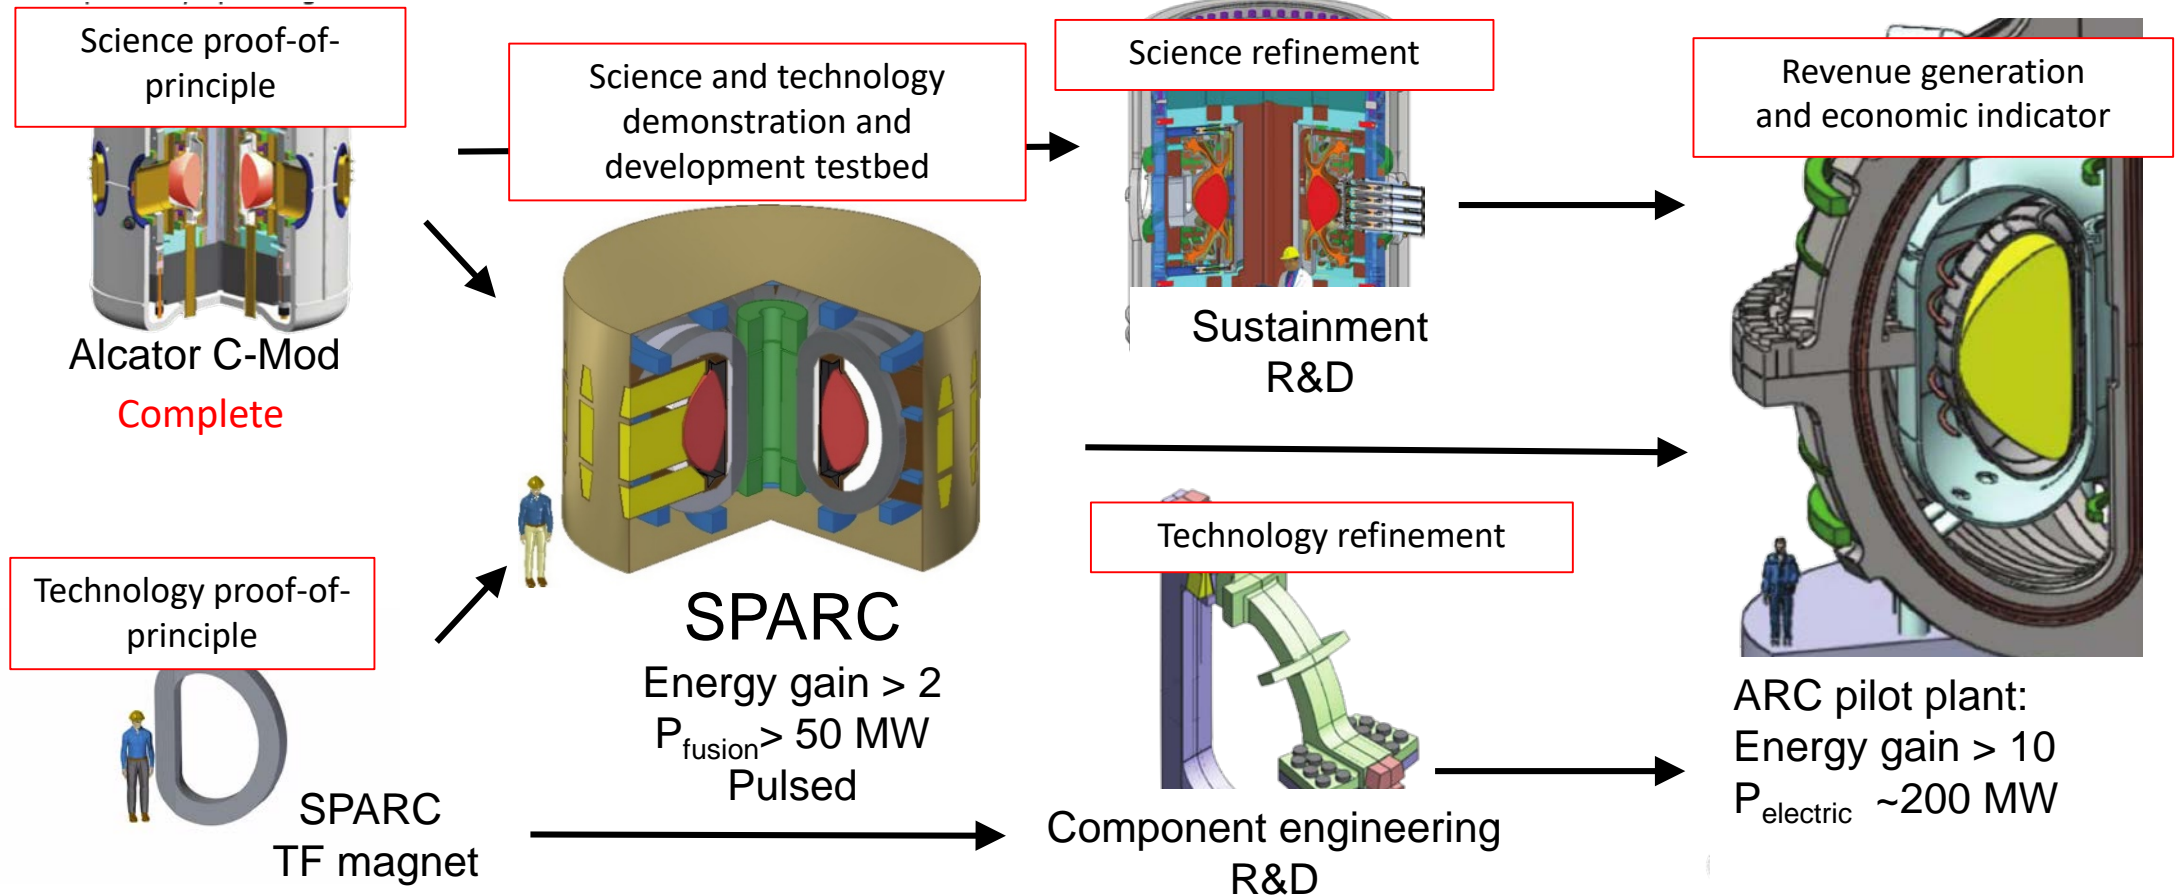 Science proof-of-
principle
Alcator C-Mod
Complete
Technology proof-of-
principle
SPARC
TF magnet
Science and technology
demonstration and
development testbed
SPARC
Energy gain > 2
Pfusion> 50 MW
Pulsed
Science refinement
Sustainment
R&D
Technology refinement
Component engineering
R&D
Revenue generation
and economic indicator
ARC pilot plant:
Energy gain > 10
Pelectric ~200 MW